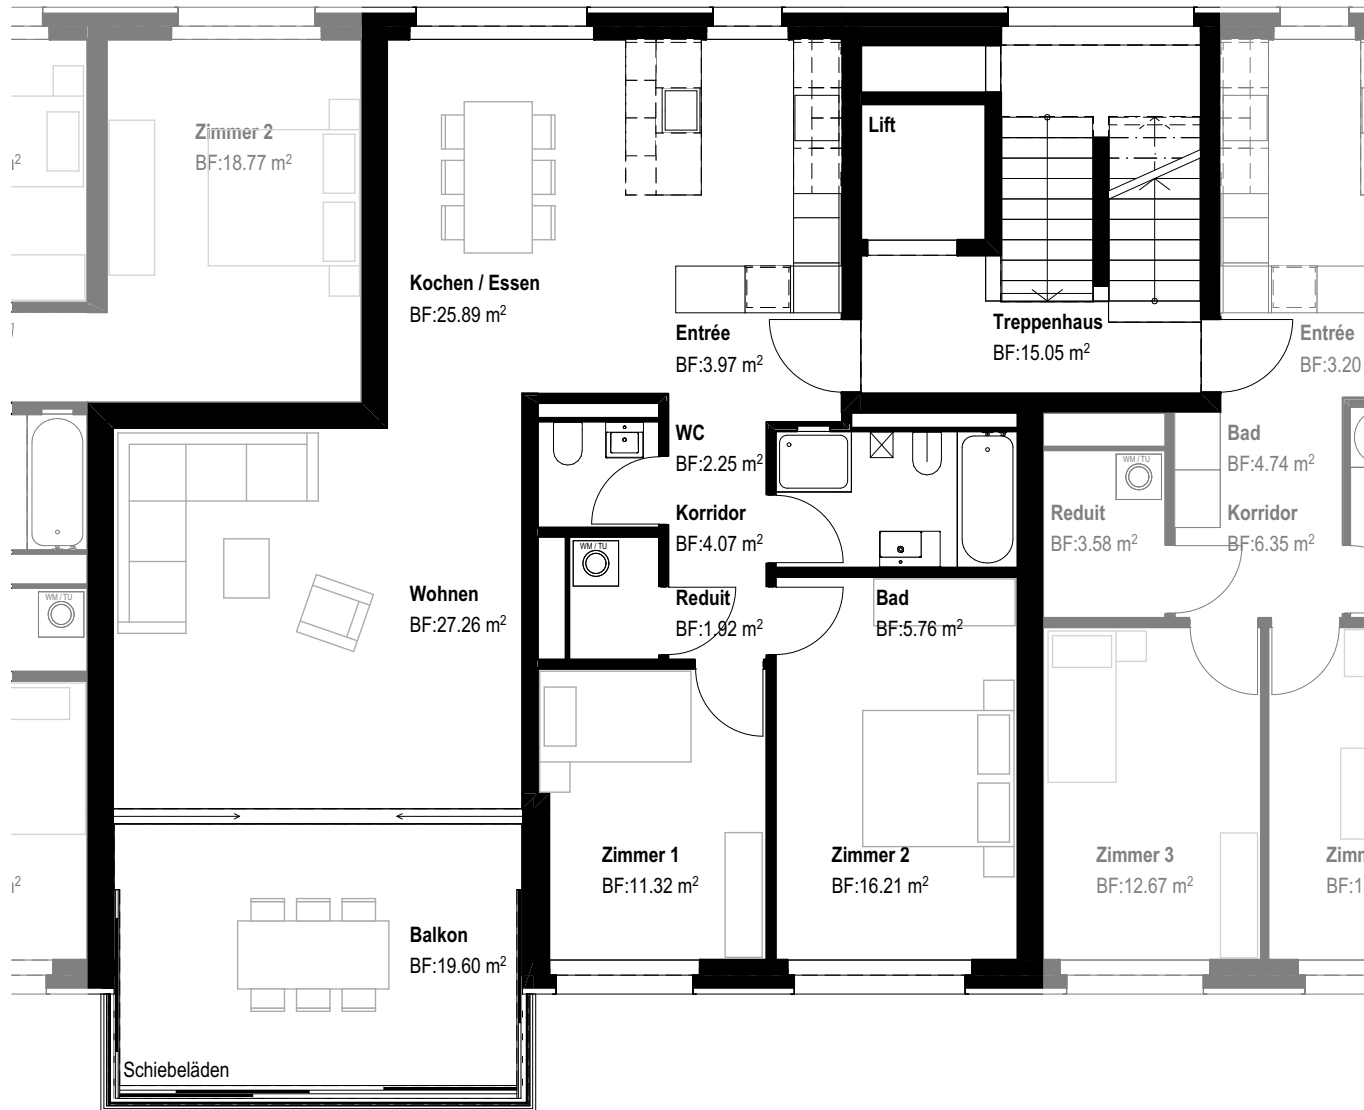 Zimmer 2
BF:18.77 m²
Lift
Kochen / Essen
BF:25.89 m²
Entrée
BF:3.97 m²
Treppenhaus
BF:15.05 m²
Entrée
BF:3.20
WC
BF:2.25 m²
Bad
BF:4.74 m²
WM / TU
Reduit
BF:3.58 m²
Korridor
BF:4.07 m²
Korridor
BF:6.35 m²
WM / TU
WM / TU
Wohnen
BF:27.26 m²
Reduit
BF:1.92 m²
Bad
BF:5.76 m²
Zimmer 1
BF:11.32 m²
Zimmer 2
BF:16.21 m²
Zimmer 3
BF:12.67 m²
Balkon
BF:19.60 m²
Schiebeläden